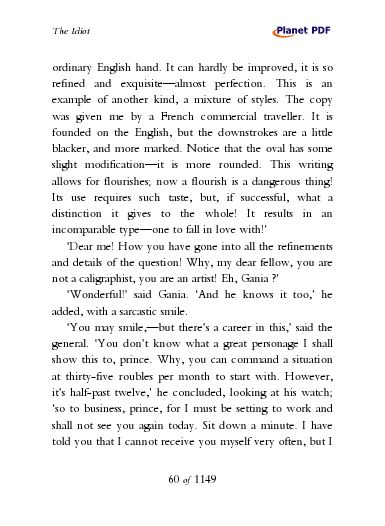 The Idiot
Planet PDF
ordinary English hand. It can hardly be improved, it is so
refined and exquisite—almost perfection. This is an
example of another kind, a mixture of styles. The copy
was given me by a French commercial traveller. It is
founded on the English, but the downstrokes are a little
blacker, and more marked. Notice that the oval has some
slight modification—it is more rounded. This writing
allows for flourishes; now a flourish is a dangerous thing!
Its use requires such taste, but, if successful, what a
distinction it gives to the whole! It results in an
incomparable type—one to fall in love with!'
'Dear me! How you have gone into all the refinements
and details of the question! Why, my dear fellow, you are
not a caligraphist, you are an artist! Eh, Gania ?'
'Wonderful!' said Gania. 'And he knows it too,' he
added, with a sarcastic smile.
'You may smile,—but there's a career in this,' said the
general. 'You don't know what a great personage I shall
show this to, prince. Why, you can command a situation
at thirty-five roubles per month to start with. However,
it's half-past twelve,' he concluded, looking at his watch;
'so to business, prince, for I must be setting to work and
shall not see you again today. Sit down a minute. I have
told you that I cannot receive you myself very often, but I
60 of 1149